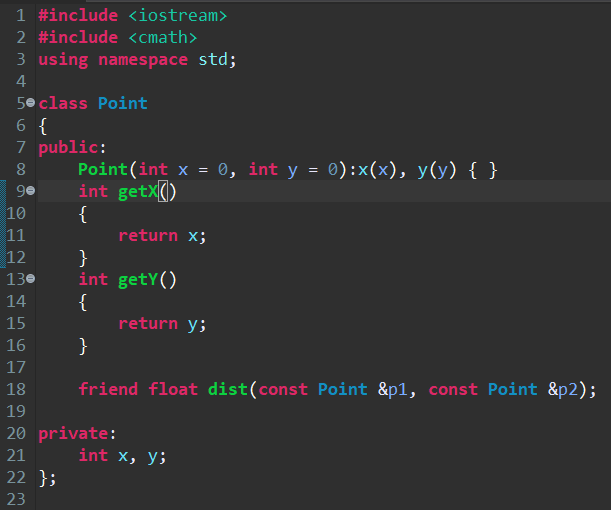 1 #include <iostream>
2 #include <cmath>
3 using namespace std;
4
5 class Point
6 {
7 public:
8     Point(int x = 0, int y = 0):x(x), y(y) { }
9     int getX()
10     {
11         return x;
12     }
13     int getY()
14     {
15         return y;
16     }
17
18     friend float dist(const Point &p1, const Point &p2);
19
20 private:
21     int x, y;
22 };
23